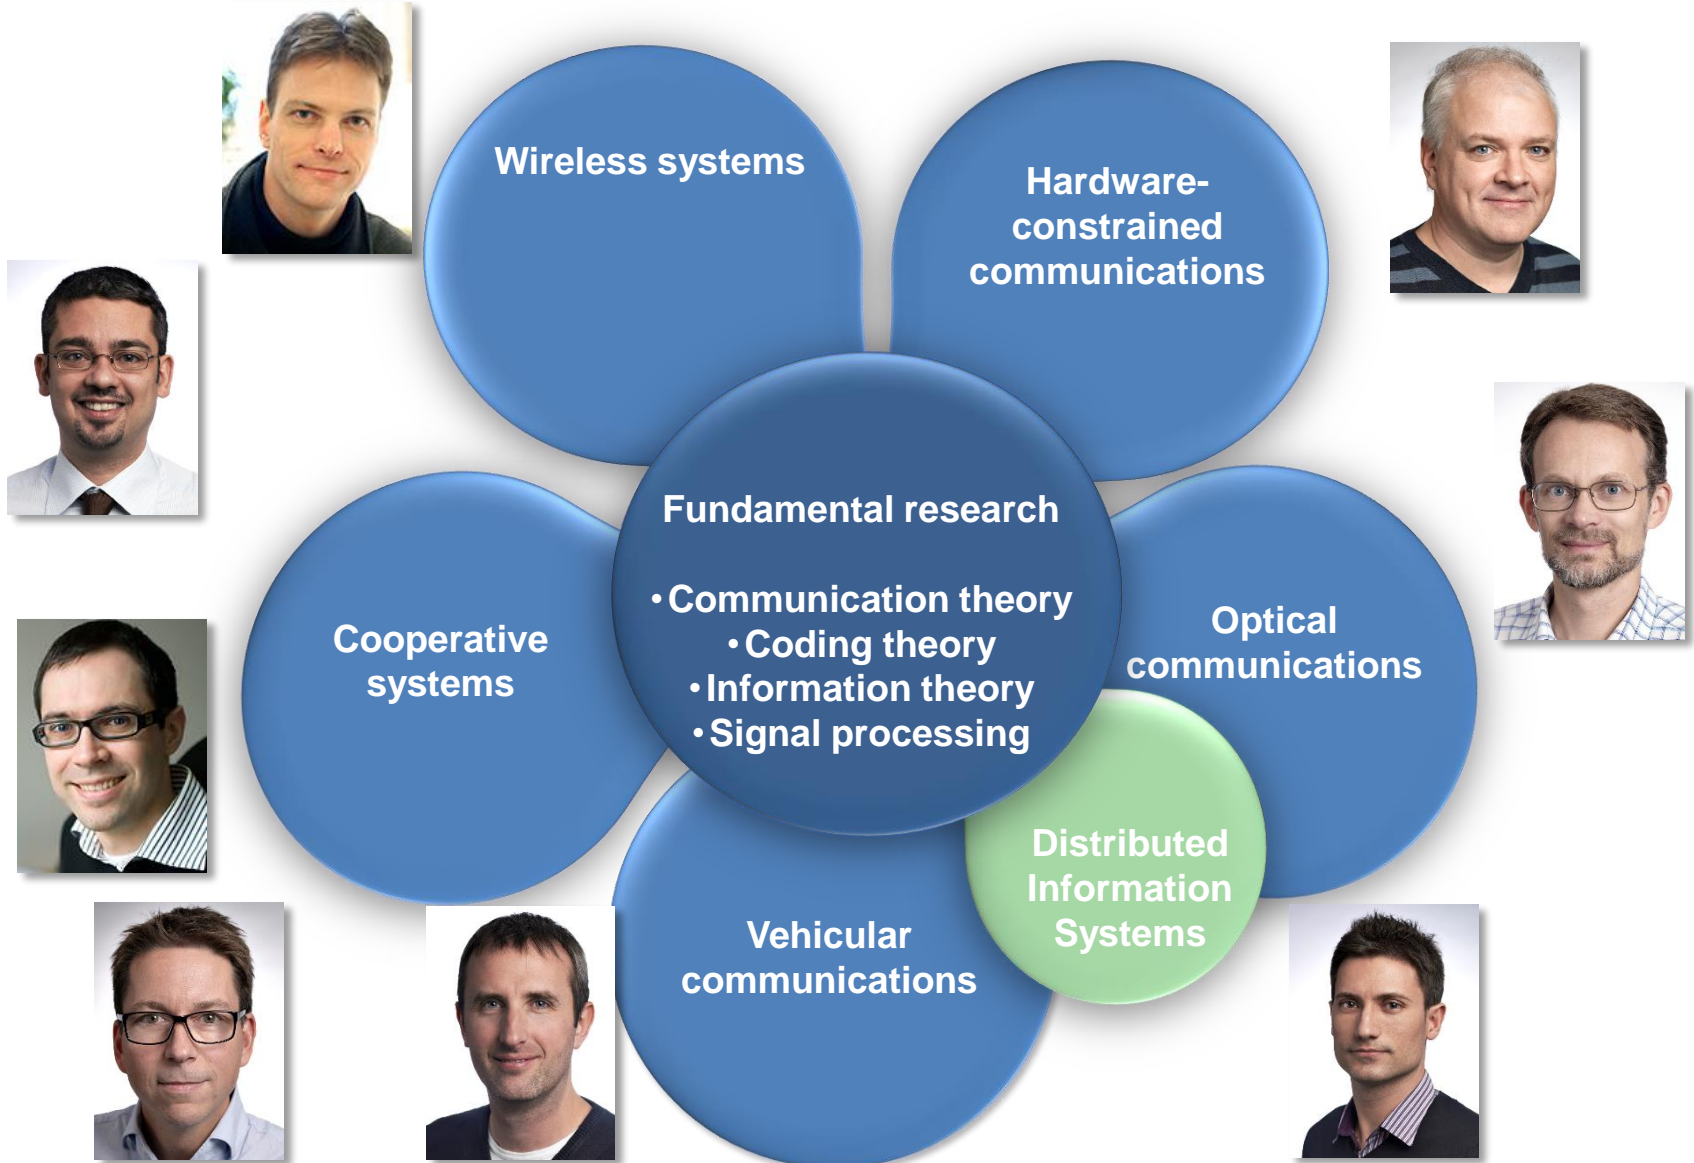 Wireless systems
Hardware-
constrained
communications
Fundamental research
•Communication theory
•Coding theory
•Information theory
•Signal processing
Cooperative
systems
Optical
communications
Distributed
Information
Systems
Vehicular
communications